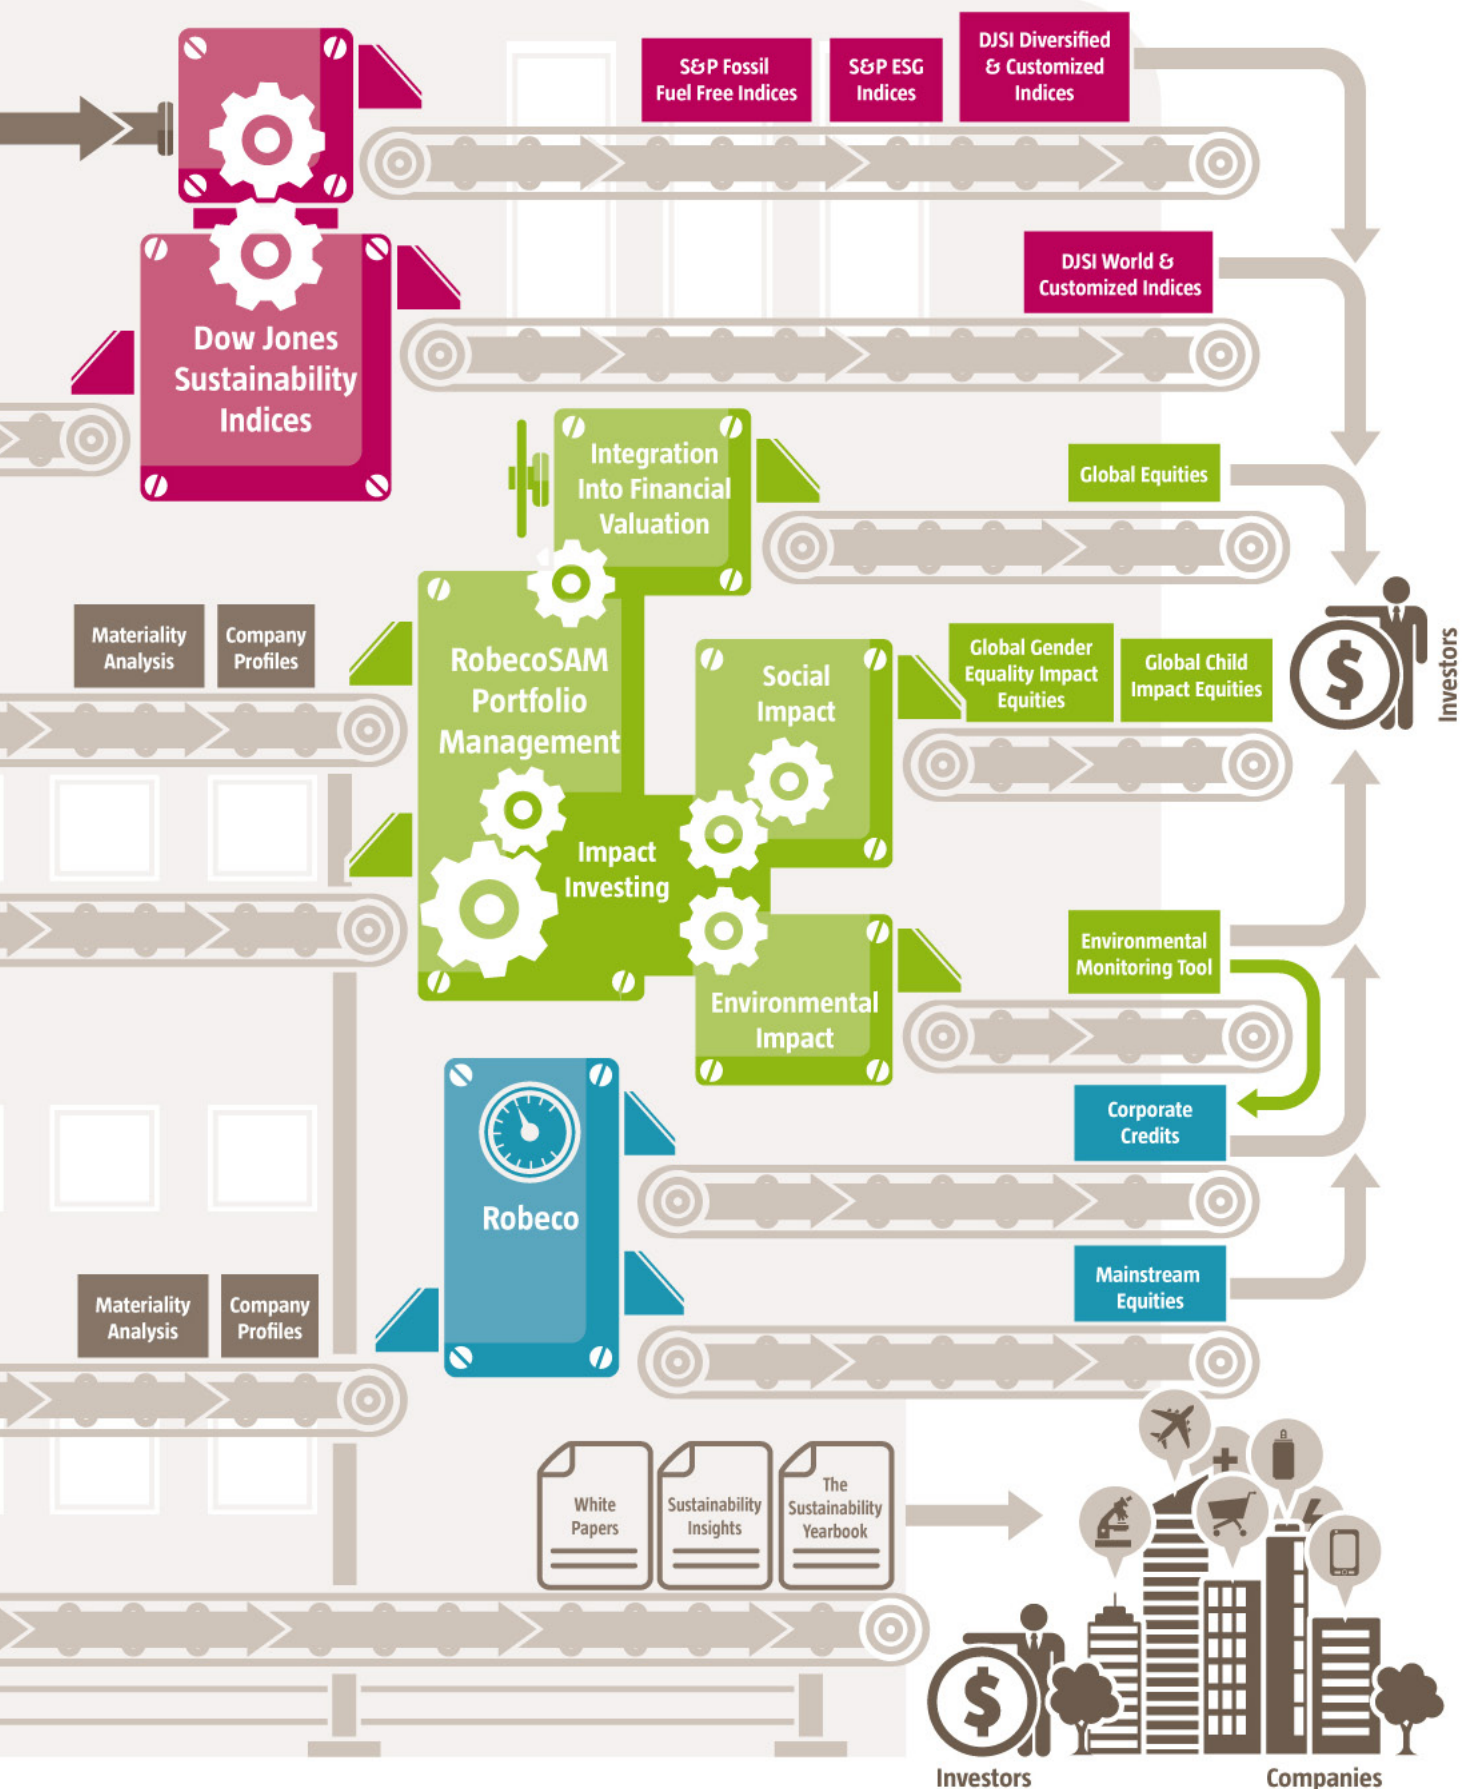 S&P Fossil
Fuel Free Indices
S&P ESG
Indices
DJSI Diversified
& Customized
Indices
DJSI World &
Customized Indices
Dow Jones
Sustainability
Indices
Integration
Into Financial
Valuation
Global Equities
Materiality
Analysis
Company
Profiles
RobecoSAM
Portfolio
Management
Social
Impact
Global Gender
Equality Impact
Equities
Global Child
Impact Equities
$
Investors
Impact
Investing
Environmental
Impact
Environmental
Monitoring Tool
Corporate
Credits
Robeco
Mainstream
Equities
Materiality
Analysis
Company
Profiles
White
Papers
Sustainability
Insights
The
Sustainability
Yearbook
$
Investors
Companies